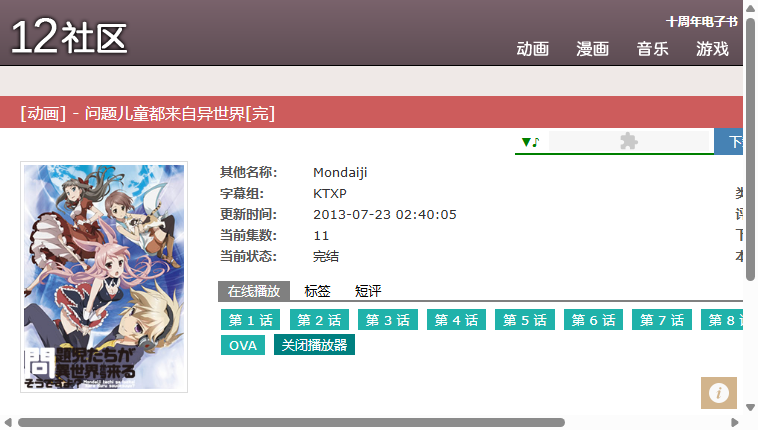 12社区
十周年电子书
动画 漫画 音乐 游戏
[动画] - 问题儿童都来自异世界[完]
▼♪
其他名称： Mondaiji
字幕组： KTXP
更新时间： 2013-07-23 02:40:05
当前集数： 11
当前状态： 完结
在线播放 标签 短评
第 1 话 第 2 话 第 3 话 第 4 话 第 5 话 第 6 话 第 7 话 第 8
OVA 关闭播放器
問題児たちが
異世界から来る
そうですよ?